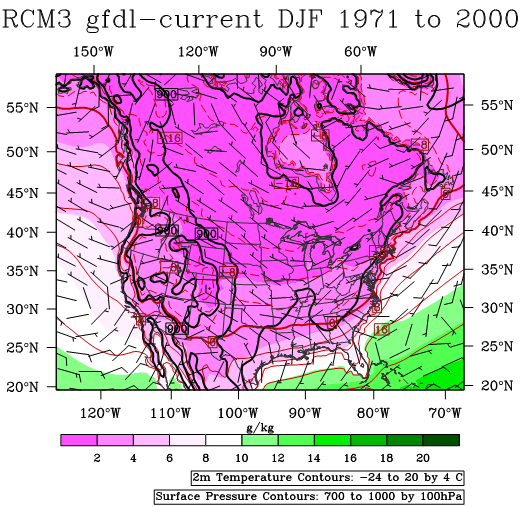 RCM3 gfdl-current DJF 1971 to 2000
150°W 120°W 90°W 60°W
55°N 55°N
50°N 50°N
45°N 45°N
40°N 40°N
35°N 35°N
30°N 30°N
25°N 25°N
20°N 20°N
900
-16
-8
900
900
-8
900
0
0
16
120°W 110°W 100°W 90°W 80°W 70°W
g/kg
2 4 6 8 10 12 14 16 18 20
2m Temperature Contours: -24 to 20 by 4 C
Surface Pressure Contours: 700 to 1000 by 100hPa